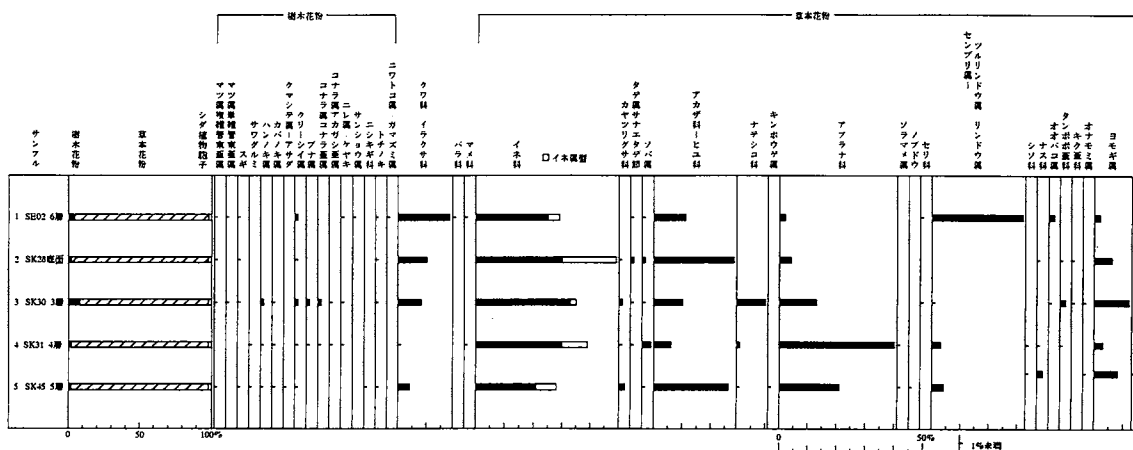 樹木花粉
草本花粉
サンプル
樹木花粉
草本花粉
シダ植物胞子
マツ属複維管束亜属
マツ属単維管束亜属
スギ
サワグルミ
ハンノキ属
カバノキ属
クマシデ属－アサダ
クリ－シイ属
ブナ属
コナラ属コナラ亜属
コナラ属アカガシ亜属
ニレ属－ケヤキ
サンショウ属
ニシキギ科
トチノキ
ニワトコ属－ガマズミ属
クワ科－イラクサ科
バラ科
マメ科
イネ科
□イネ属型
カヤツリグサ科
タデ属サナエタデ節
ソバ属
アカザ科－ヒユ科
ナデシコ科
キンポウゲ属
アブラナ科
ソラマメ属
ノブドウ
セリ科
センブリ属－
ツルリンドウ属－リンドウ属
シソ科
ナス科
オオバコ属
タンポポ亜科
キク亜科
オナモミ属
ヨモギ属
1 SE02 6層
2 SK28底面
3 SK30 3層
4 SK31 4層
5 SK45 5層
0 50 100%
0 50%
1%未満